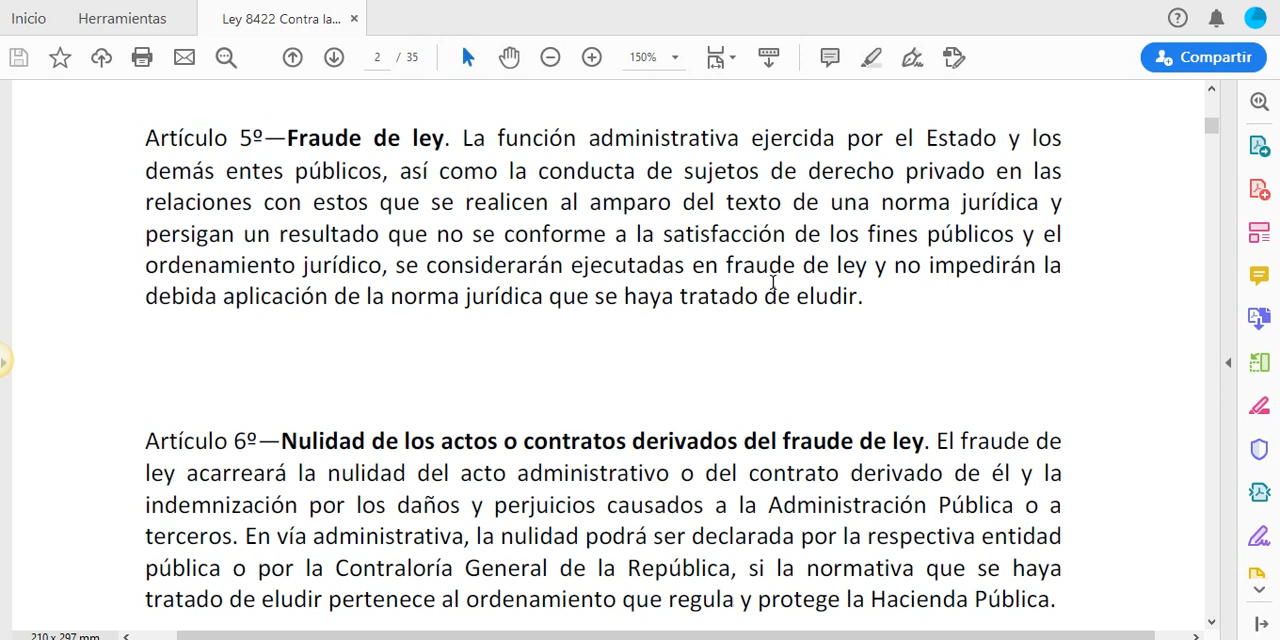 Inicio Herramientas Ley 8422 Contra la... ×
2 / 35 150% Compartir
Artículo 5º—Fraude de ley. La función administrativa ejercida por el Estado y los
demás entes públicos, así como la conducta de sujetos de derecho privado en las
relaciones con estos que se realicen al amparo del texto de una norma jurídica y
persigan un resultado que no se conforme a la satisfacción de los fines públicos y el
ordenamiento jurídico, se considerarán ejecutadas en fraude de ley y no impedirán la
debida aplicación de la norma jurídica que se haya tratado de eludir.
Artículo 6º—Nulidad de los actos o contratos derivados del fraude de ley. El fraude de
ley acarreará la nulidad del acto administrativo o del contrato derivado de él y la
indemnización por los daños y perjuicios causados a la Administración Pública o a
terceros. En vía administrativa, la nulidad podrá ser declarada por la respectiva entidad
pública o por la Contraloría General de la República, si la normativa que se haya
tratado de eludir pertenece al ordenamiento que regula y protege la Hacienda Pública.
210 x 297 mm